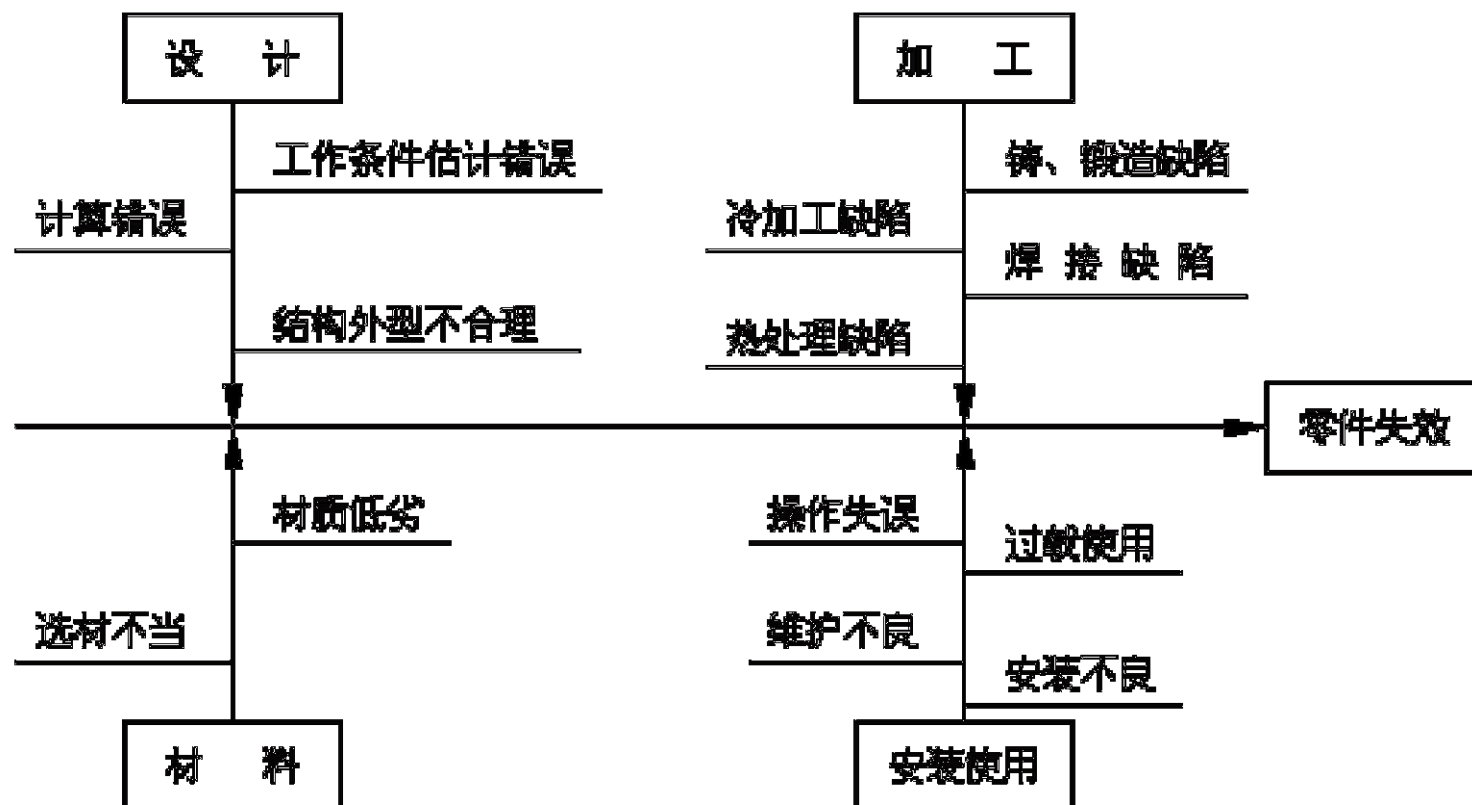 设 计
加 工
工作条件估计错误
铸、锻造缺陷
计算错误
冷加工缺陷
焊接缺陷
结构外型不合理
热处理缺陷
零件失效
材质低劣
操作失误
过载使用
选材不当
维护不良
安装不良
材 料
安装使用